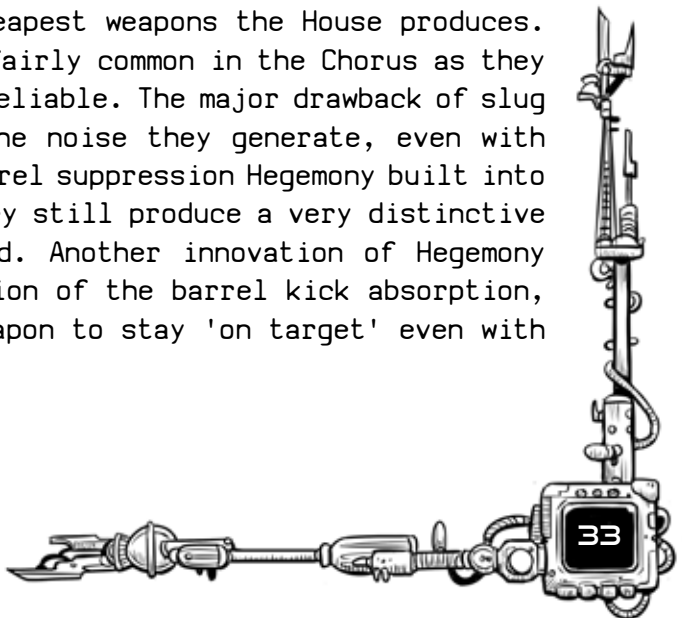 eapest weapons the House produces.
fairly common in the Chorus as they
eliable. The major drawback of slug
ne noise they generate, even with
rel suppression Hegemony built into
ey still produce a very distinctive
d. Another innovation of Hegemony
ion of the barrel kick absorption,
apon to stay 'on target' even with
33